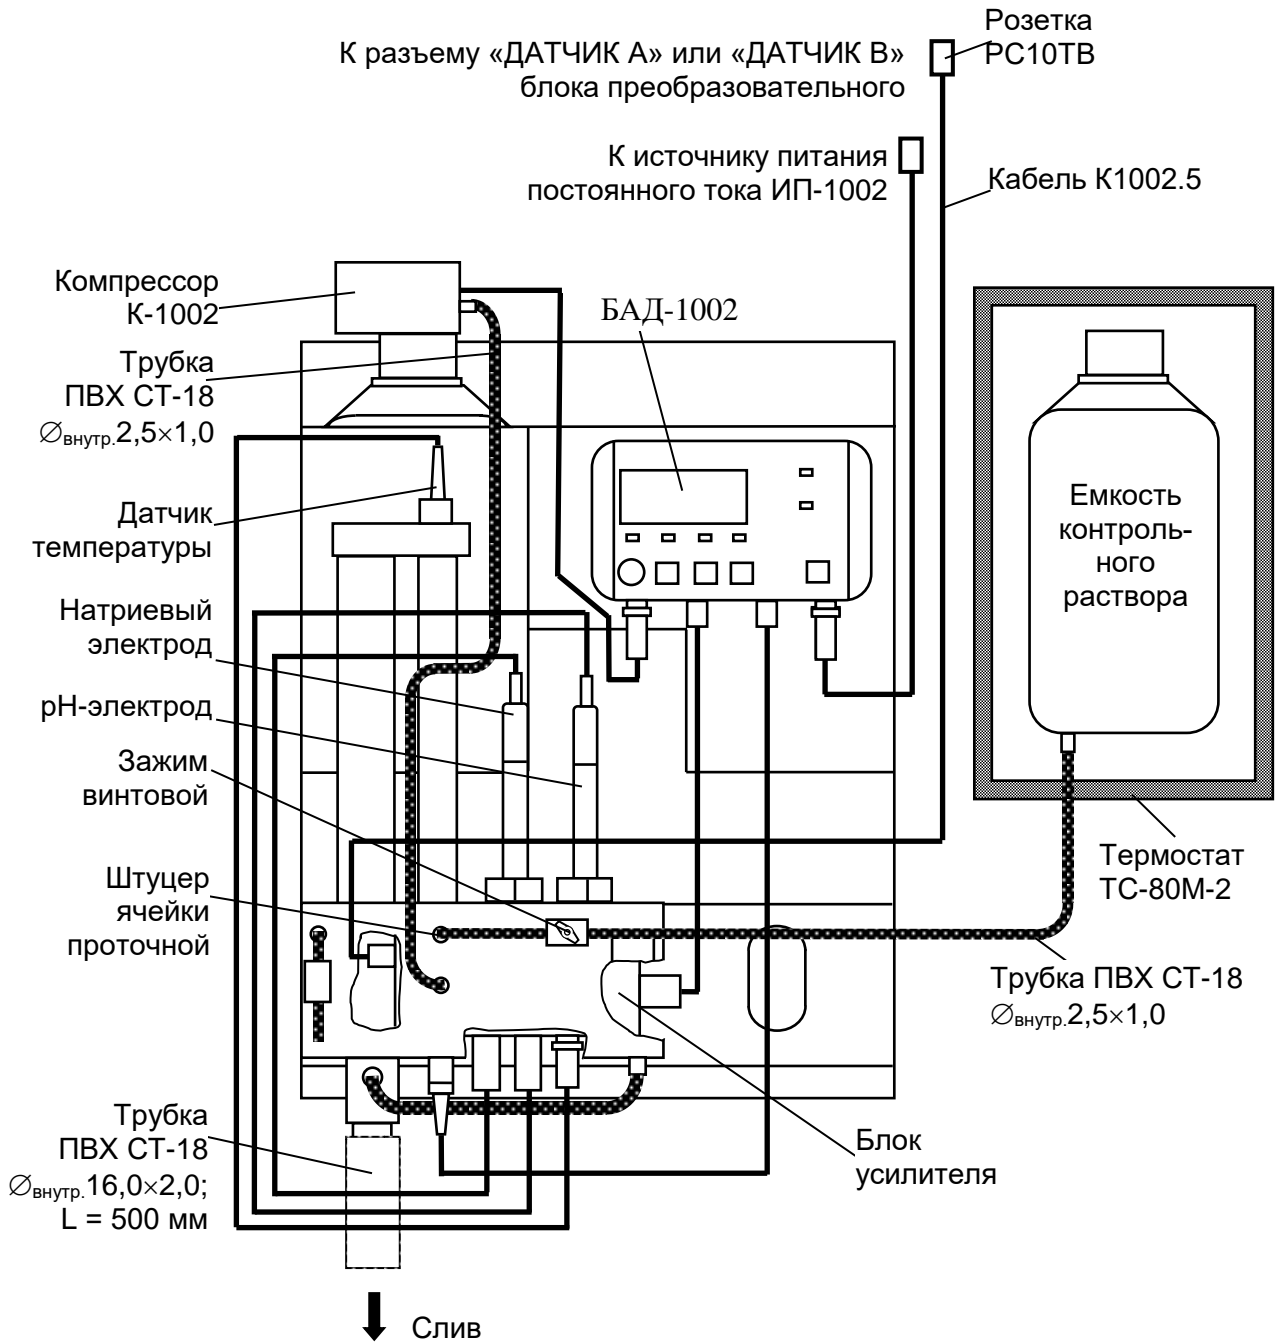 Розетка
РС10ТВ
К разъему «ДАТЧИК А» или «ДАТЧИК В»
блока преобразовательного
К источнику питания
постоянного тока ИП-1002
Кабель К1002.5
Компрессор
К-1002
БАД-1002
Трубка
ПВХ СТ-18
∅внутр.2,5×1,0
Датчик
температуры
Емкость
контроль-
ного
раствора
Натриевый
электрод
рН-электрод
Зажим
винтовой
Термостат
ТС-80М-2
Штуцер
ячейки
проточной
Трубка ПВХ СТ-18
∅внутр.2,5×1,0
Трубка
ПВХ СТ-18
∅внутр.16,0×2,0;
L = 500 мм
Блок
усилителя
Слив